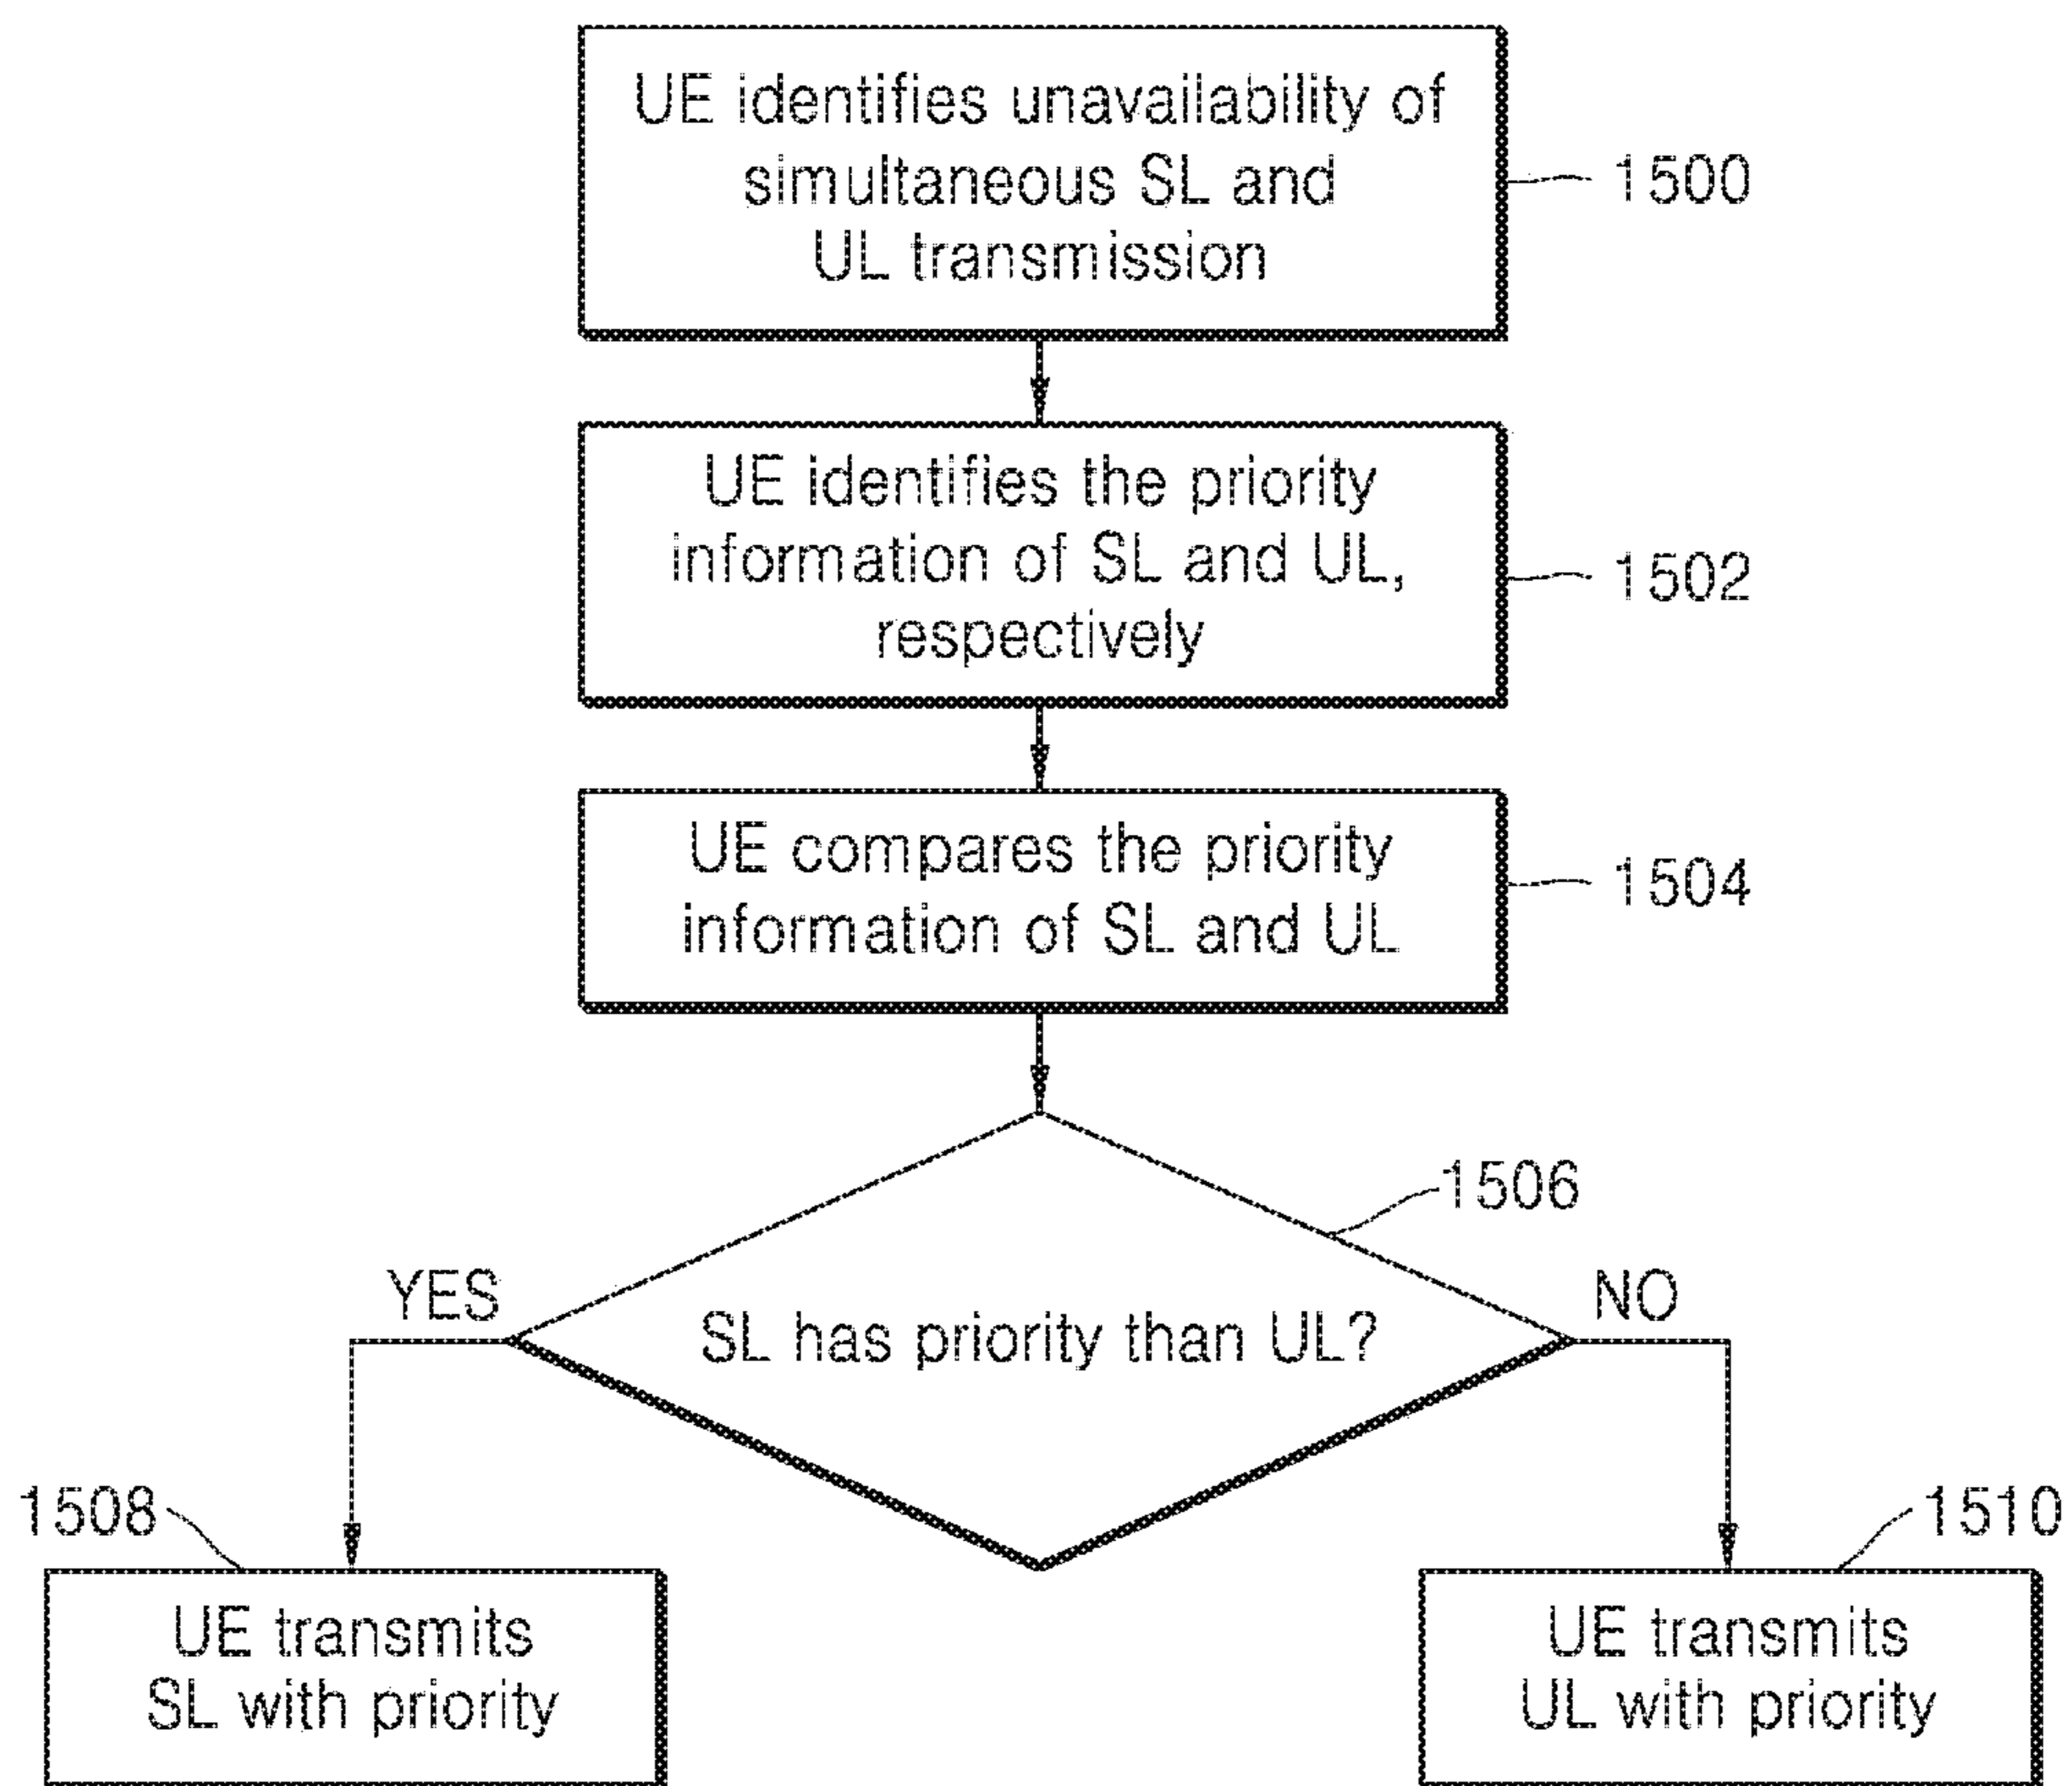 UE identifies unavailability of
simultaneous SL and
UL transmission
1500
UE identifies the priority
information of SL and UL,
respectively
1502
UE compares the priority
information of SL and UL
1504
1506
YES
NO
SL has priority than UL?
1508
1510
UE transmits
SL with priority
UE transmits
UL with priority